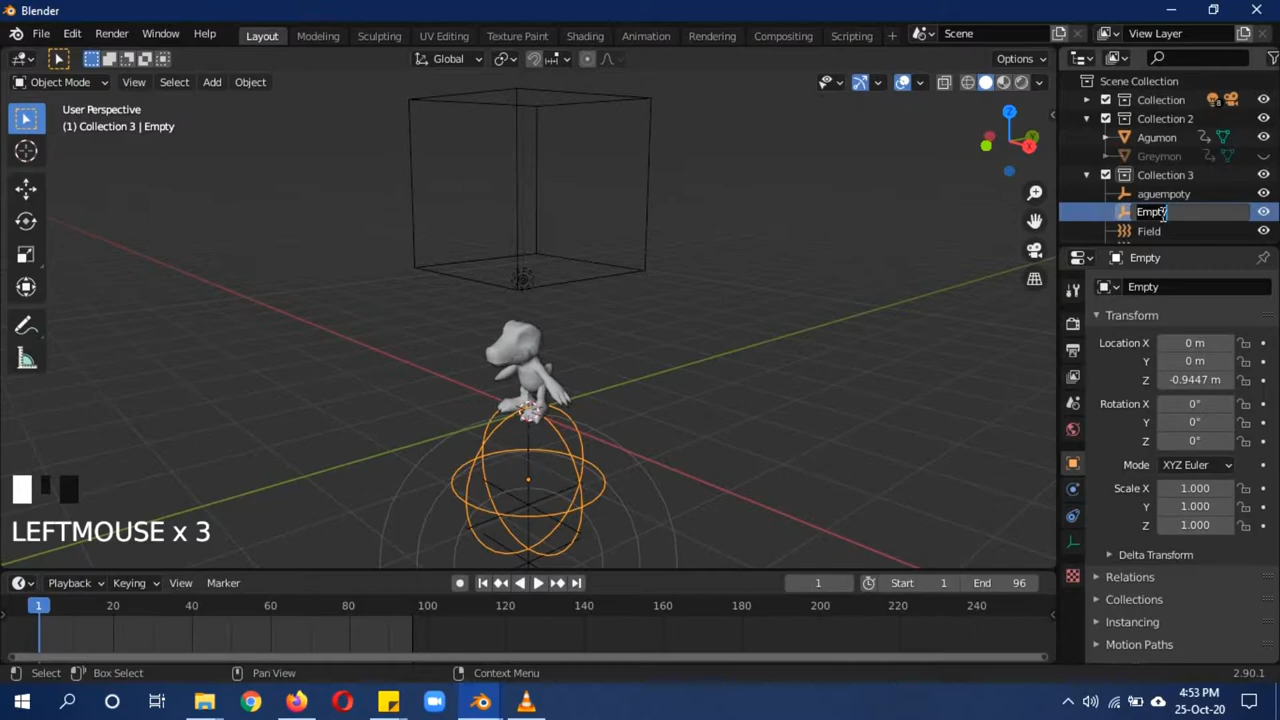 Blender
File Edit Render Window Help
Layout Modeling Sculpting UV Editing Texture Paint Shading Animation Rendering Compositing Scripting
Scene
View Layer
Global
Options
Object Mode View Select Add Object
User Perspective
(1) Collection 3 | Empty
Scene Collection
Collection
8
Collection 2
Agumon
Greymon
Collection 3
aguempoty
Empty
Field
Empty
Empty
Transform
Location X 0 m
Y 0 m
Z -0.9447 m
Rotation X 0°
Y 0°
Z 0°
Mode XYZ Euler
Scale X 1.000
Y 1.000
Z 1.000
Delta Transform
Relations
Collections
Instancing
Motion Paths
X
Z
LEFTMOUSE x 3
Playback Keying View Marker
1
Start 1
End 96
1 20 40 60 80 100 120 140 160 180 200 220 240
Select Box Select Pan View Context Menu
2.90.1
4:53 PM
25-Oct-20